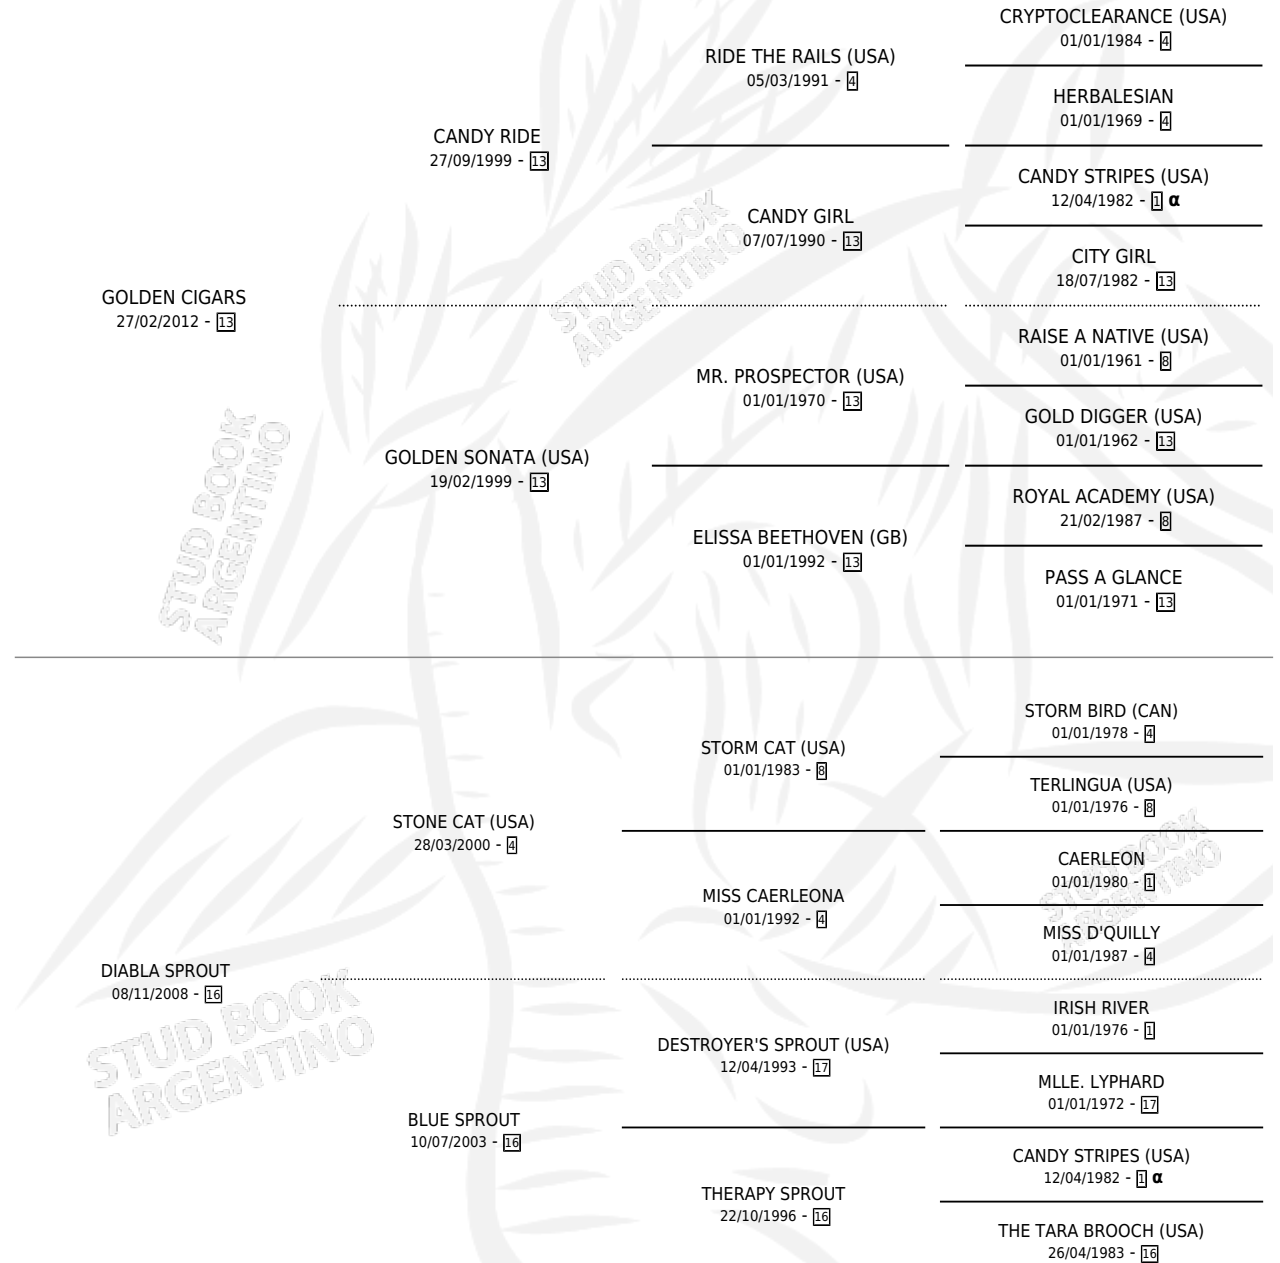 CRYPTOCLEARANCE (USA)
01/01/1984 - 4
RIDE THE RAILS (USA)
05/03/1991 - 4
HERBALESIAN
01/01/1969 - 4
CANDY RIDE
27/09/1999 - 13
CANDY STRIPES (USA)
12/04/1982 - 1 α
CANDY GIRL
07/07/1990 - 13
CITY GIRL
18/07/1982 - 13
GOLDEN CIGARS
27/02/2012 - 13
RAISE A NATIVE (USA)
01/01/1961 - 8
MR. PROSPECTOR (USA)
01/01/1970 - 13
GOLD DIGGER (USA)
01/01/1962 - 13
GOLDEN SONATA (USA)
19/02/1999 - 13
ROYAL ACADEMY (USA)
21/02/1987 - 8
ELISSA BEETHOVEN (GB)
01/01/1992 - 13
PASS A GLANCE
01/01/1971 - 13
STUD BOOK
ARGENTINO
STUD BOOK
ARGENTINO
STORM BIRD (CAN)
01/01/1978 - 4
STORM CAT (USA)
01/01/1983 - 8
TERLINGUA (USA)
01/01/1976 - 8
STONE CAT (USA)
28/03/2000 - 4
CAERLEON
01/01/1980 - 1
MISS CAERLEONA
01/01/1992 - 4
MISS D'QUILLY
01/01/1987 - 4
STUD BOOK
ARGENTINO
DIABLA SPROUT
08/11/2008 - 16
IRISH RIVER
01/01/1976 - 1
DESTROYER'S SPROUT (USA)
12/04/1993 - 17
MLLE. LYPHARD
01/01/1972 - 17
BLUE SPROUT
10/07/2003 - 16
CANDY STRIPES (USA)
12/04/1982 - 1 α
THERAPY SPROUT
22/10/1996 - 16
THE TARA BROOCH (USA)
26/04/1983 - 16
STUD BOOK
ARGENTINO